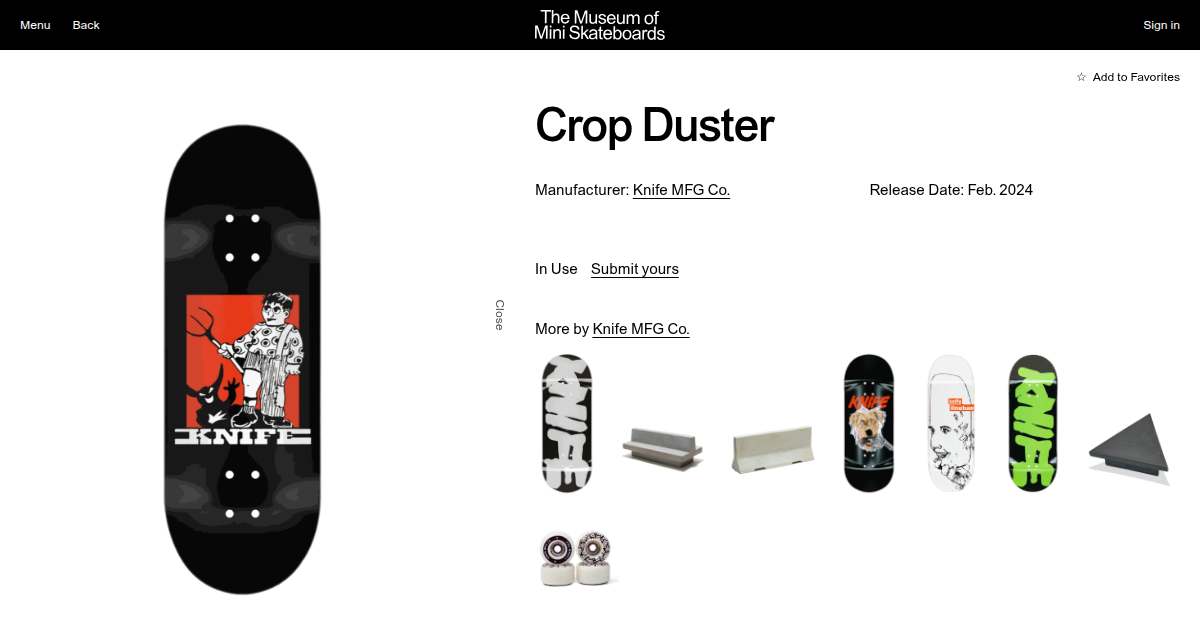 Menu
Back
The Museum of
Mini Skateboards
Sign in
☆ Add to Favorites
Crop Duster
Manufacturer: Knife MFG Co.
Release Date: Feb. 2024
In Use
Submit yours
Close
More by Knife MFG Co.
KNIFE
KNIFE
KNIFE
KNIFE